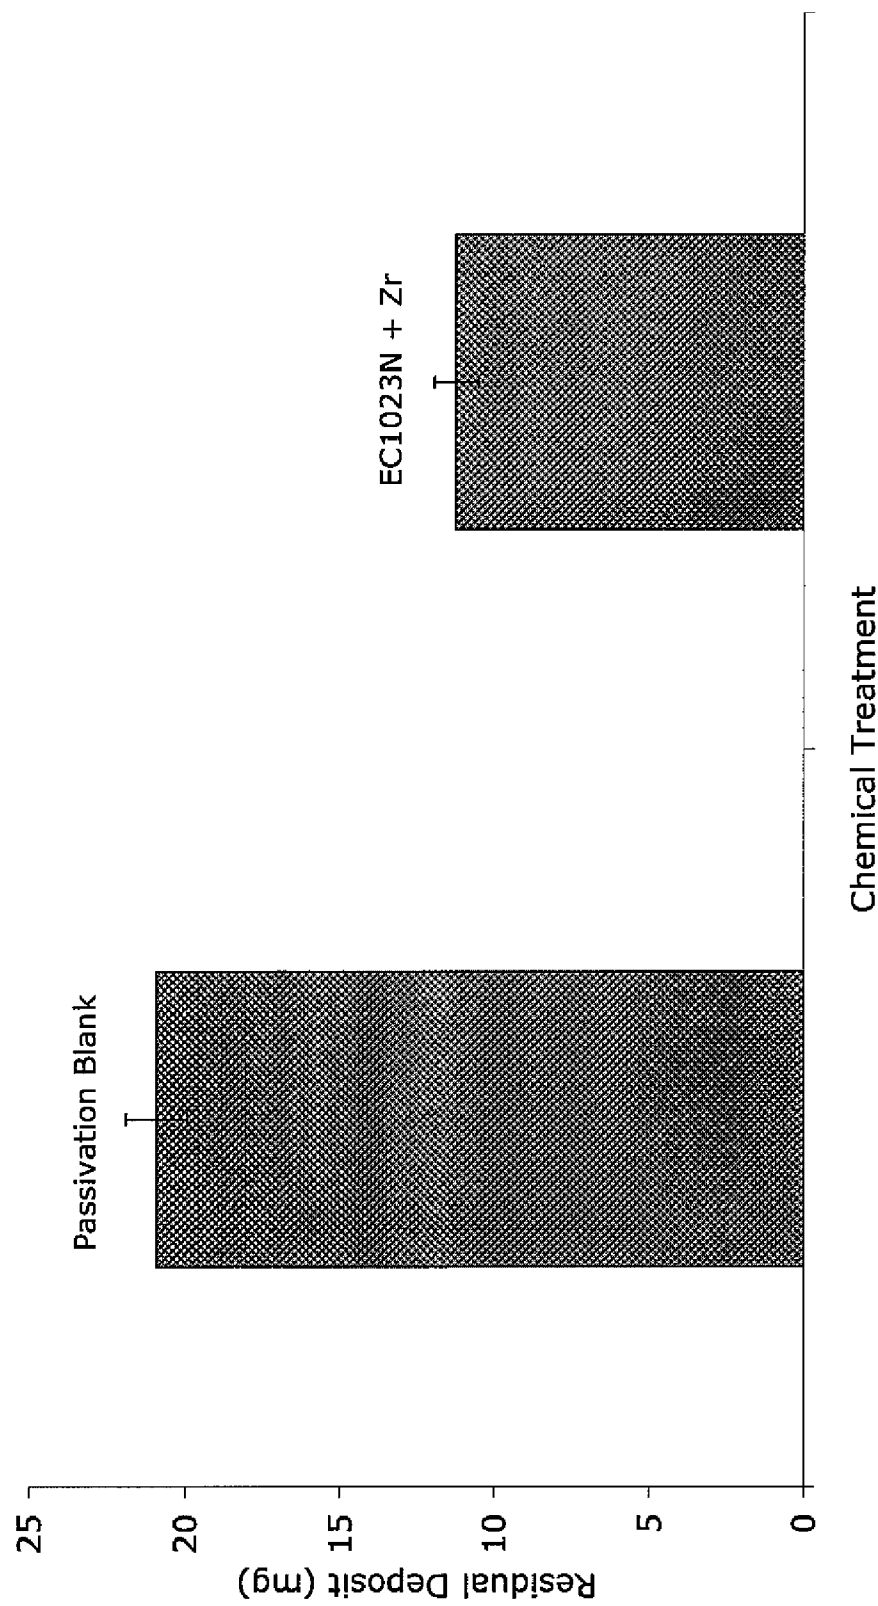 Residual Deposit (mg)
25
20
15
10
5
0
Passivation Blank
EC1023N + Zr
Chemical Treatment